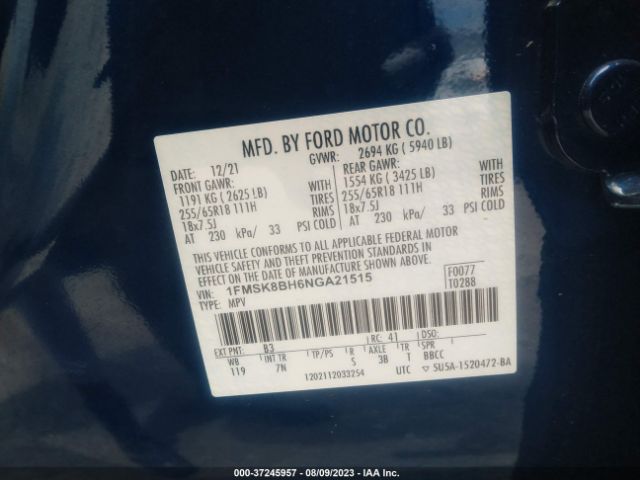 MFD. BY FORD MOTOR CO.
DATE: 12/21 GVWR: 2694 KG ( 5940 LB)
FRONT GAWR: REAR GAWR:
1191 KG ( 2625 LB) WITH 1554 KG ( 3425 LB) WITH
255/65R18 111H TIRES 255/65R18 111H TIRES
18x7.5J RIMS 18x7.5J RIMS
AT 230 kPa/ 33 PSI COLD AT 230 kPa/ 33 PSI COLD
THIS VEHICLE CONFORMS TO ALL APPLICABLE FEDERAL MOTOR
VEHICLE SAFETY AND THEFT PREVENTION STANDARDS IN
EFFECT ON THE DATE OF MANUFACTURE SHOWN ABOVE.
VIN: 1FMSK8BH6NGA21515 F0077
TYPE: MPV T0288
EXT PNT: B3 RC: 41 DSO:
WB INT TR TP/PS R AXLE TR
119 7N S 3B T BBCC
1202112033254 UTC ▽ SU5A-1520472-BA
000-37245957 - 08/09/2023 - IAA Inc.